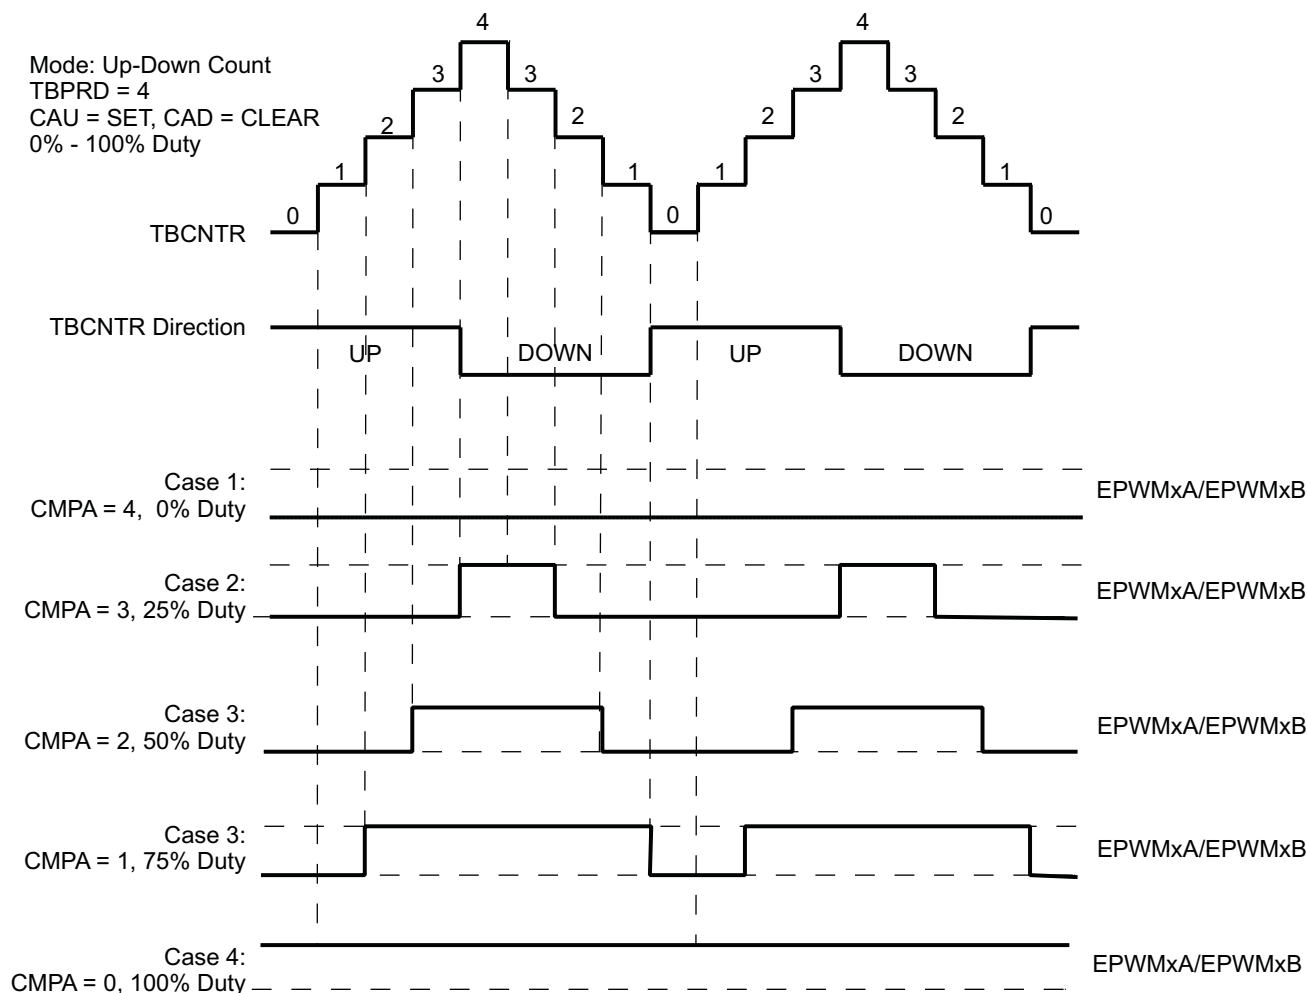 4
4
Mode: Up-Down Count
TBPRD = 4
CAU = SET, CAD = CLEAR
0% - 100% Duty
3
3
3
3
2
2
2
2
1
1
1
1
0
0
0
TBCNTR
TBCNTR Direction
UP
DOWN
UP
DOWN
Case 1:
CMPA = 4, 0% Duty
EPWMxA/EPWMxB
Case 2:
CMPA = 3, 25% Duty
EPWMxA/EPWMxB
Case 3:
CMPA = 2, 50% Duty
EPWMxA/EPWMxB
Case 3:
CMPA = 1, 75% Duty
EPWMxA/EPWMxB
Case 4:
CMPA = 0, 100% Duty
EPWMxA/EPWMxB